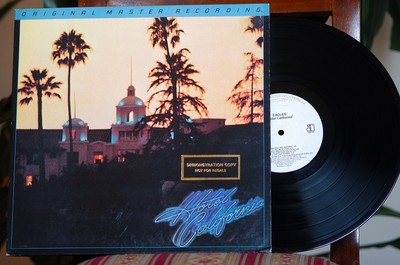 ORIGINAL MASTER RECORDING
DEMONSTRATION COPY
NOT FOR RESALE
Hotel
California
EAGLES